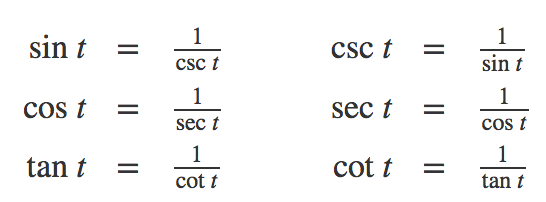 sin t = 1/csc t csc t = 1/sin t
cos t = 1/sec t sec t = 1/cos t
tan t = 1/cot t cot t = 1/tan t